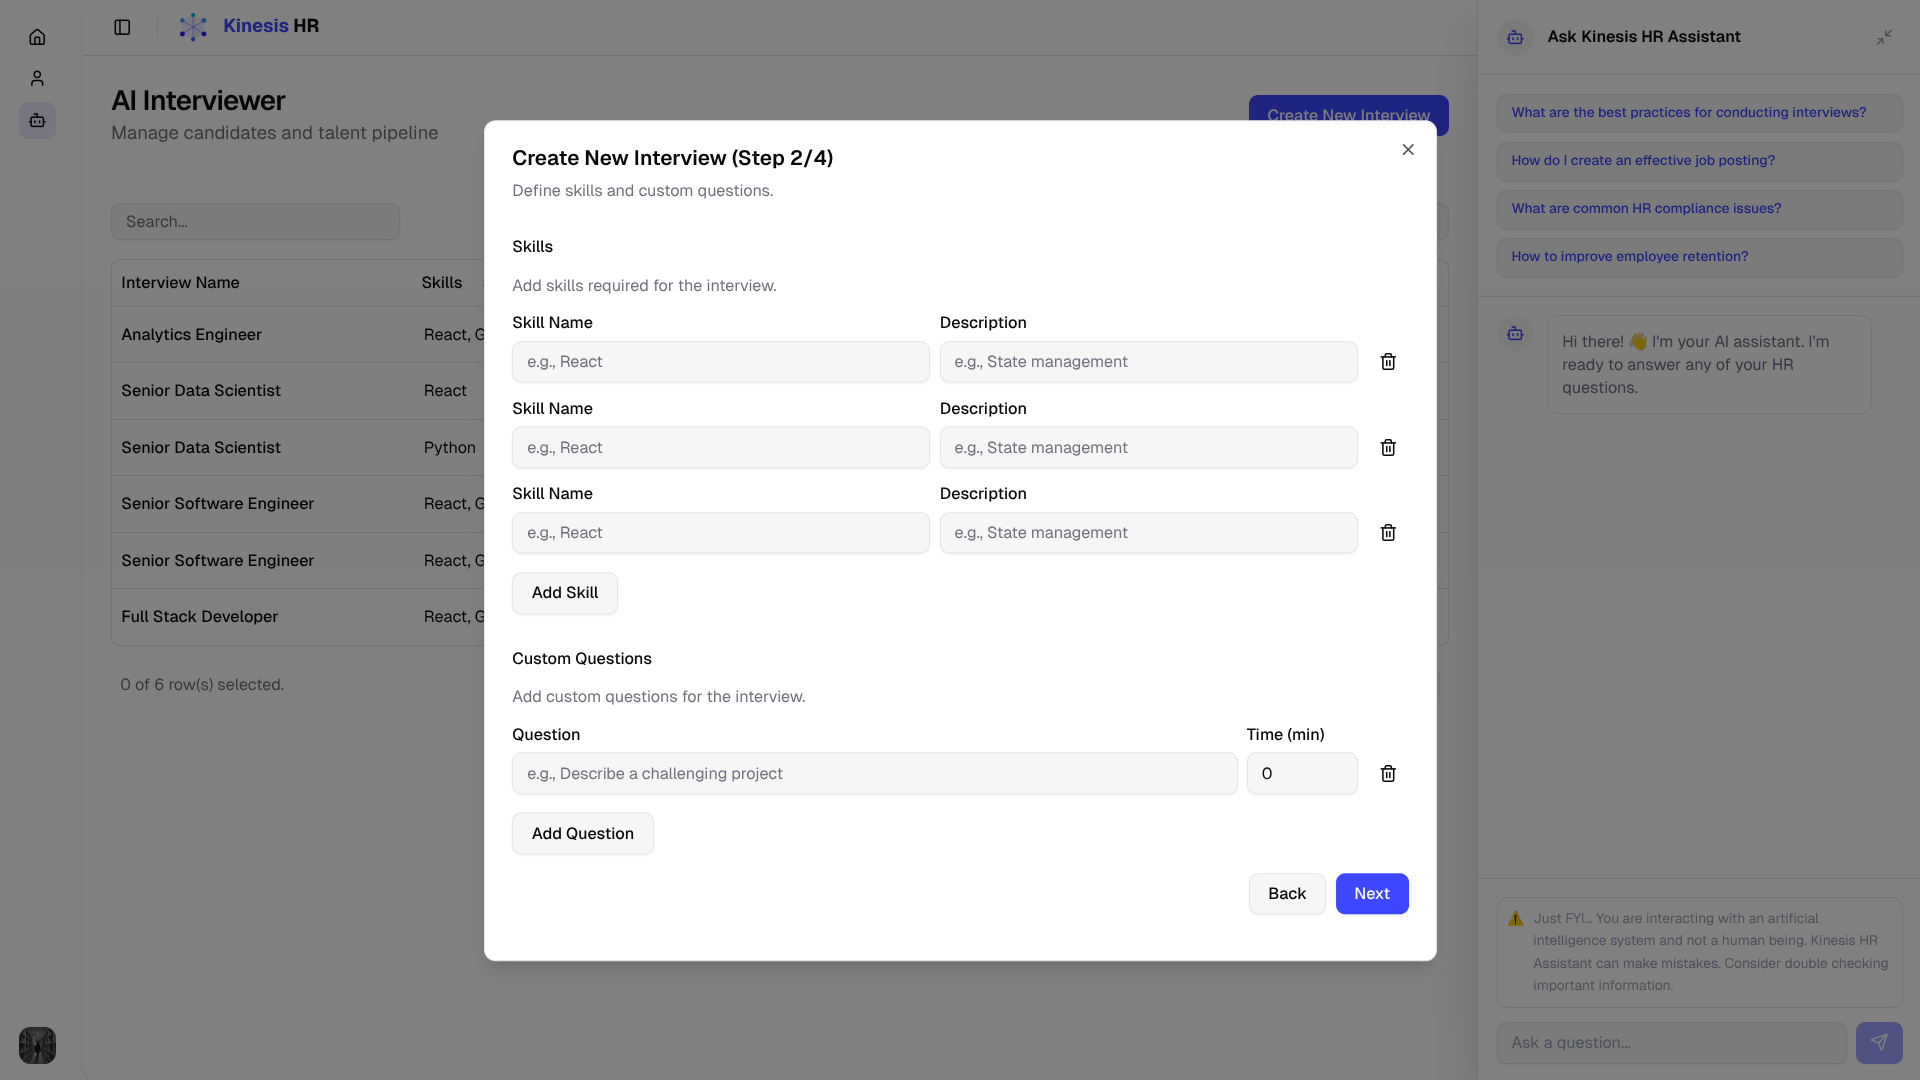 Kinesis HR
AI Interviewer
Manage candidates and talent pipeline
Create New Interview
Search...
Interview Name
Skills
Analytics Engineer
React, G
Senior Data Scientist
React
Senior Data Scientist
Python
Senior Software Engineer
React, G
Senior Software Engineer
React, G
Full Stack Developer
React, G
0 of 6 row(s) selected.
Create New Interview (Step 2/4)
Define skills and custom questions.
Skills
Add skills required for the interview.
Skill Name
Description
e.g., React
e.g., State management
Skill Name
Description
e.g., React
e.g., State management
Skill Name
Description
e.g., React
e.g., State management
Add Skill
Custom Questions
Add custom questions for the interview.
Question
Time (min)
e.g., Describe a challenging project
0
Add Question
Back
Next
Ask Kinesis HR Assistant
What are the best practices for conducting interviews?
How do I create an effective job posting?
What are common HR compliance issues?
How to improve employee retention?
Hi there! 👋 I'm your AI assistant. I'm
ready to answer any of your HR
questions.
⚠️ Just FYI... You are interacting with an artificial
intelligence system and not a human being. Kinesis HR
Assistant can make mistakes. Consider double checking
important information.
Ask a question...